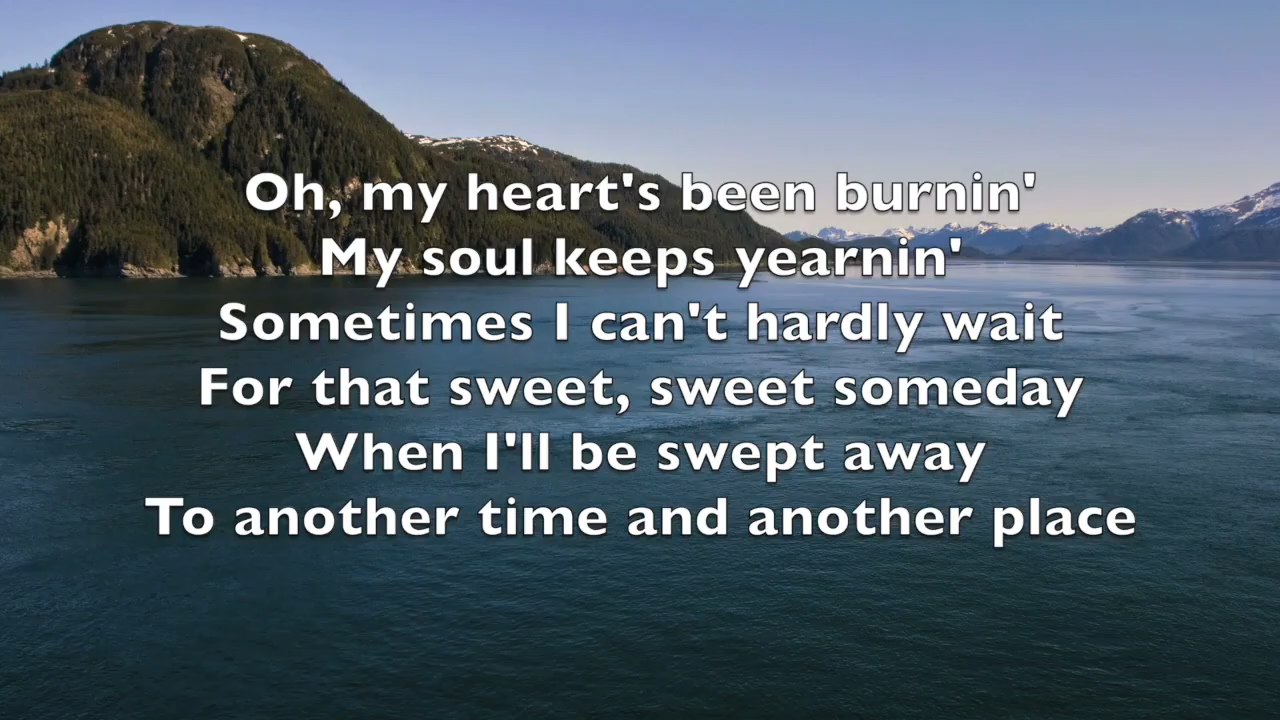 Oh, my heart's been burnin'
My soul keeps yearnin'
Sometimes I can't hardly wait
For that sweet, sweet someday
When I'll be swept away
To another time and another place